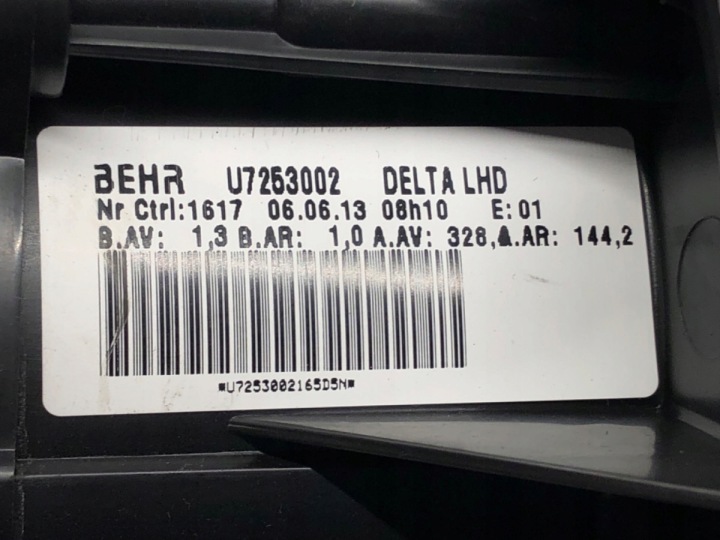 BEHR U7253002 DELTA LHD
Nr Ctrl:1617 06.06.13 08h10 E:01
B.AV: 1,3 B.AR: 1,0 A.AV: 328, A.AR: 144,2
*U7253002165D5N*